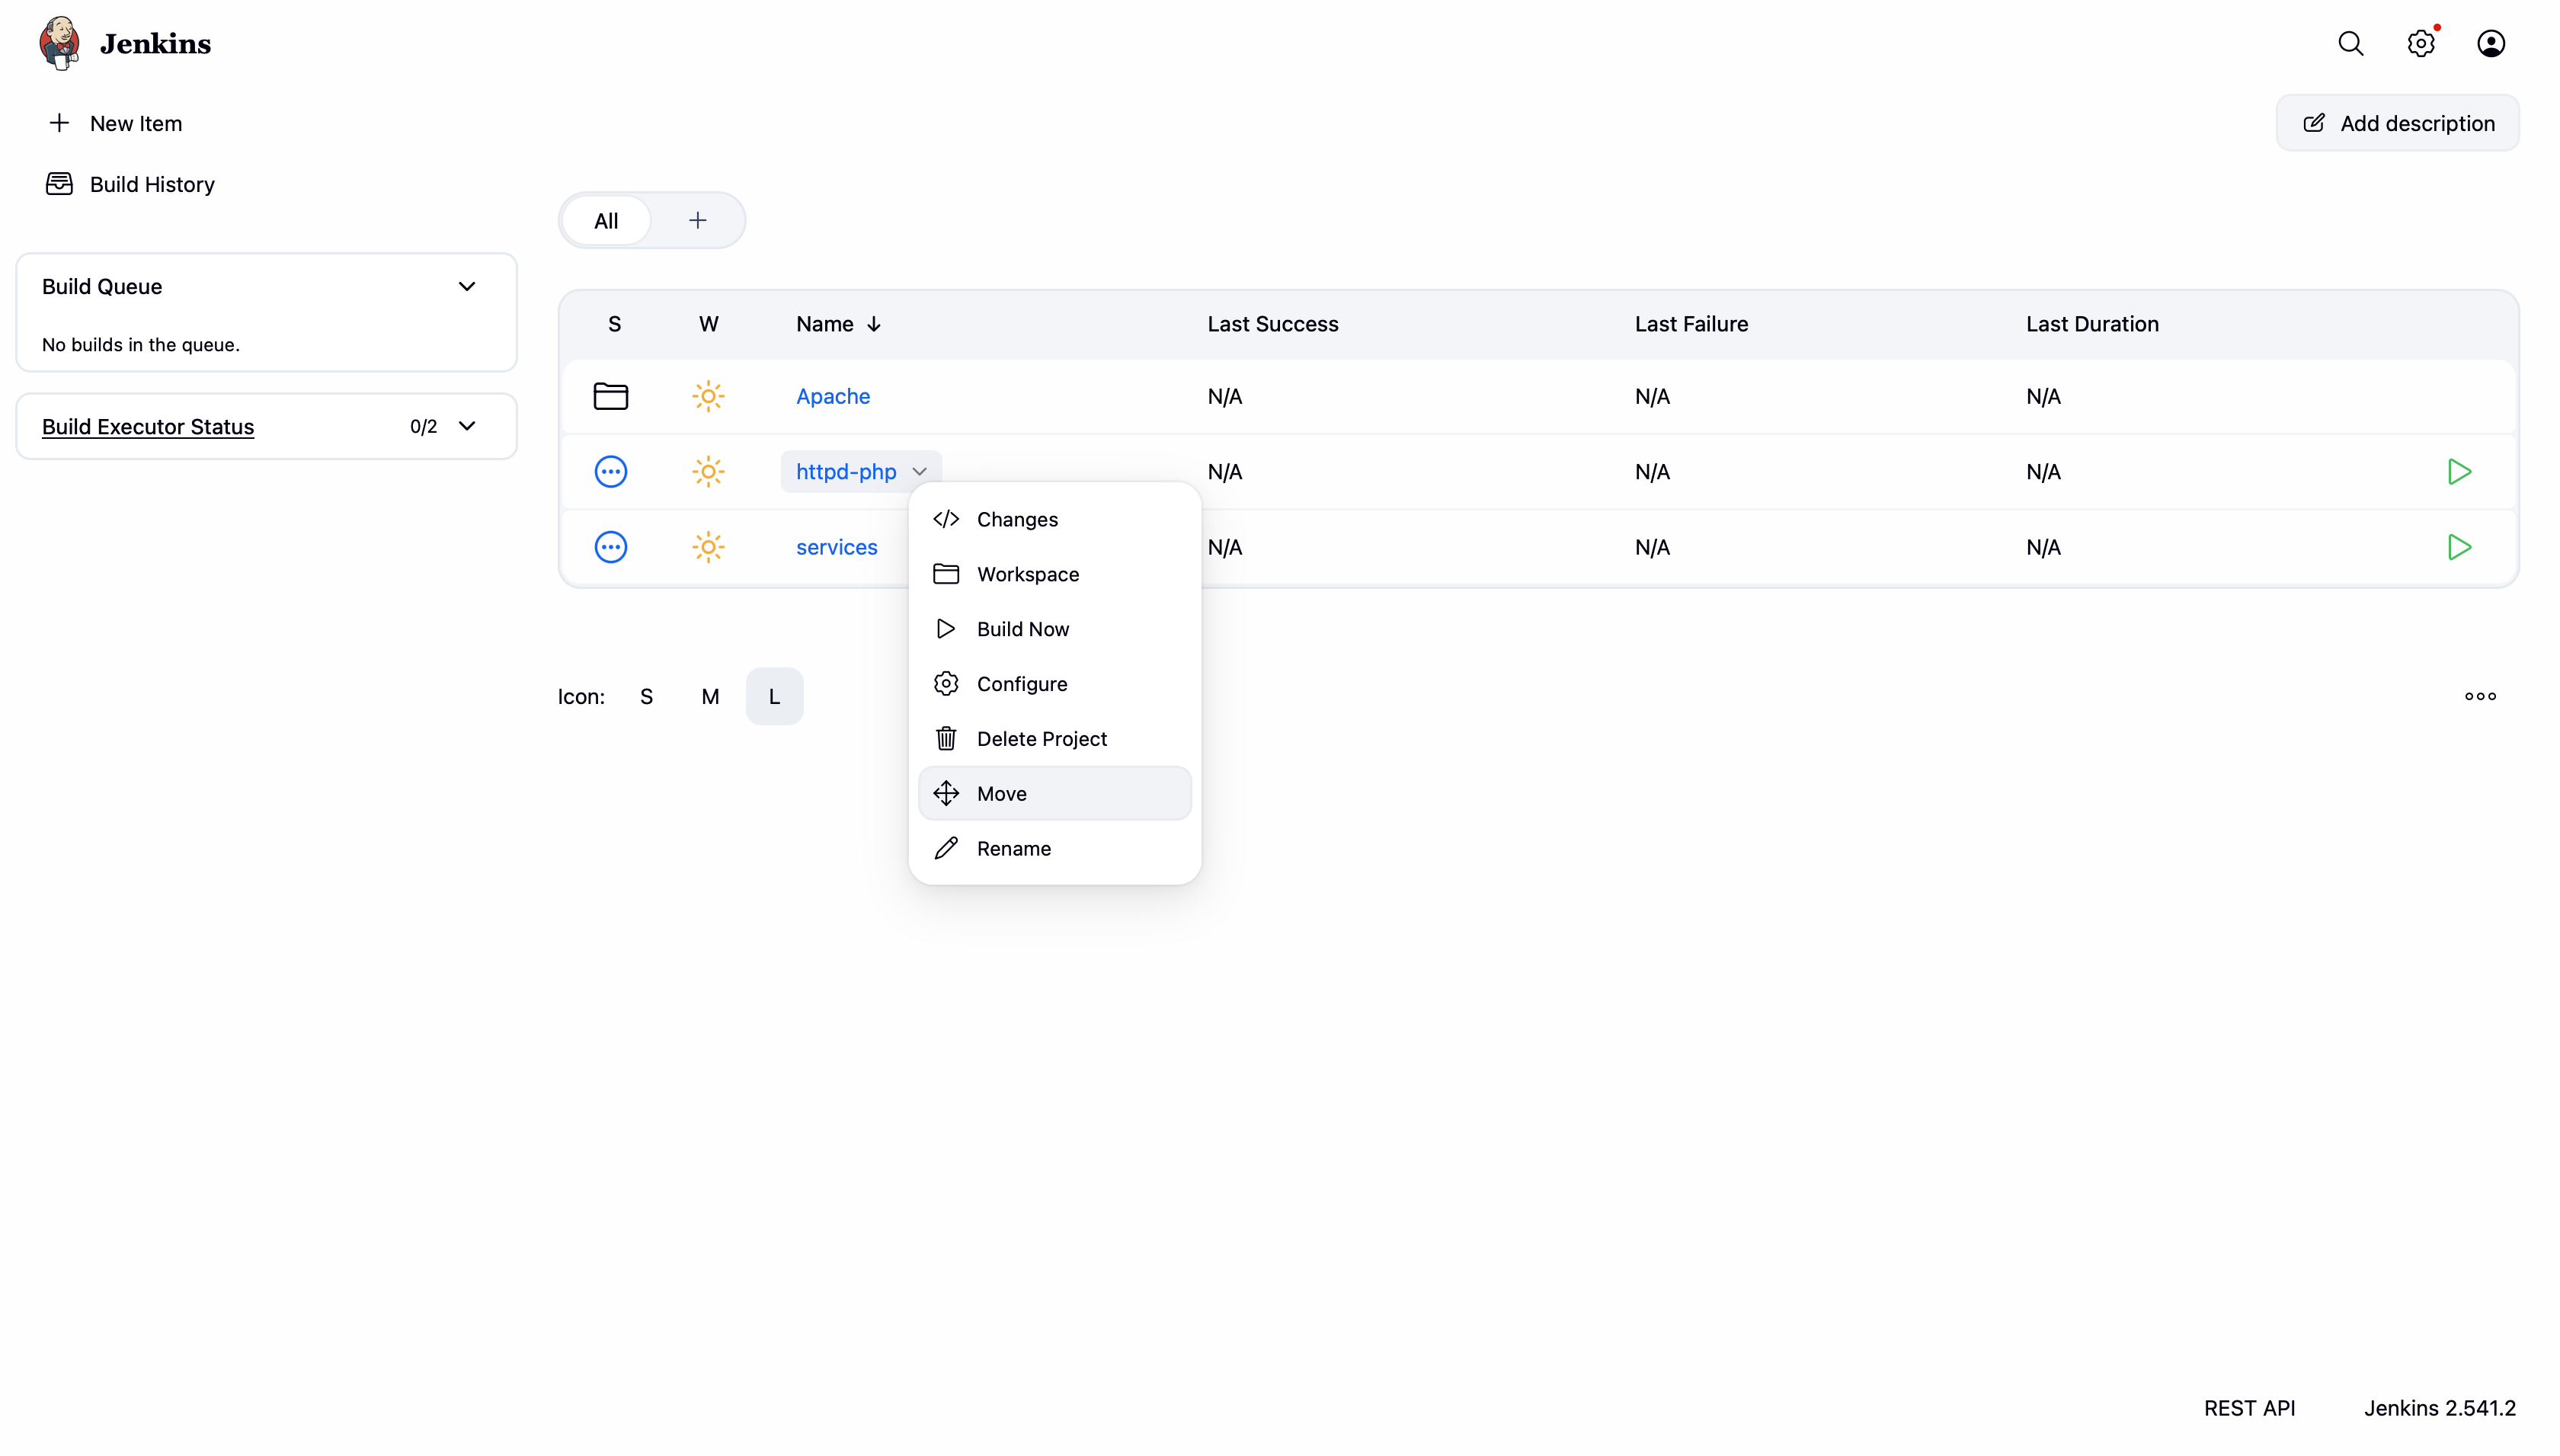 Jenkins
New Item
Add description
Build History
All
Build Queue
No builds in the queue.
Build Executor Status 0/2
S W Name Last Success Last Failure Last Duration
Apache N/A N/A N/A
httpd-php N/A N/A N/A
services N/A N/A N/A
Changes
Workspace
Build Now
Configure
Delete Project
Move
Rename
Icon: S M L
REST API Jenkins 2.541.2